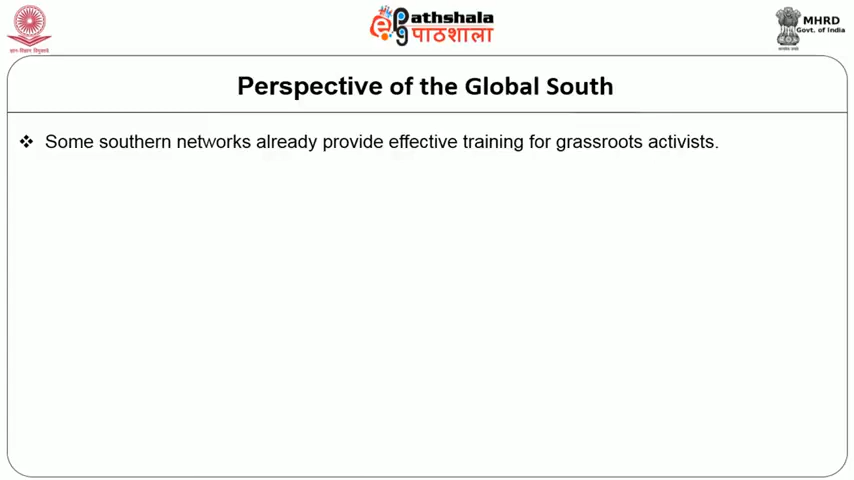 ePathshala
पाठशाला
MHRD
Govt. of India
Perspective of the Global South
❖ Some southern networks already provide effective training for grassroots activists.